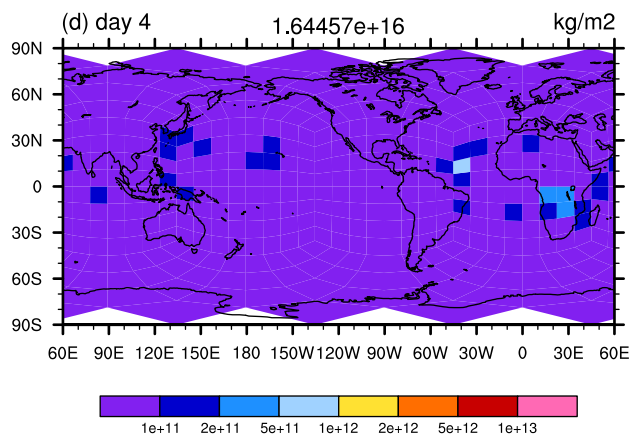 (d) day 4 1.64457e+16 kg/m2
90N
60N
30N
0
30S
60S
90S
60E 90E 120E 150E 180E 150W 120W 90W 60W 30W 0 30E 60E
1e+11 2e+11 5e+11 1e+12 2e+12 5e+12 1e+13